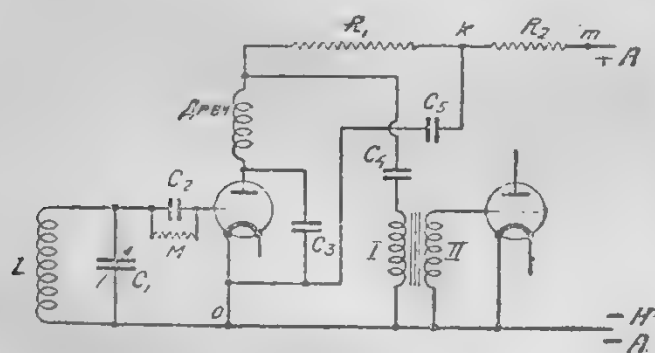 R₁
k
R₂
m
+ A
Дреч
C₅
C₄
C₂
M
C₃
L
C₁
I
II
O
− H
− A